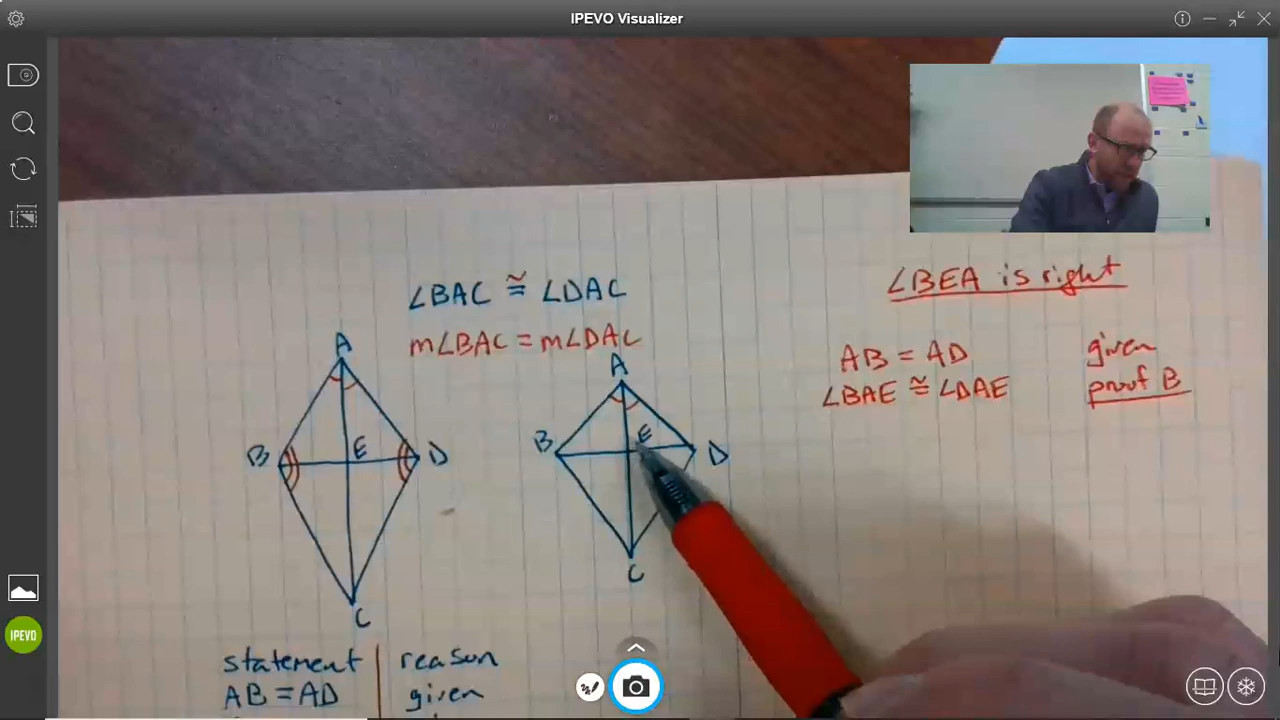 IPEVO Visualizer
∠BAC ≅ ∠DAC
m∠BAC = m∠DAC
A
B
E
D
C
A
B
E
D
C
∠BEA is right
AB = AD given
∠BAE ≅ ∠DAE proof B
statement reason
AB = AD given
IPEVO